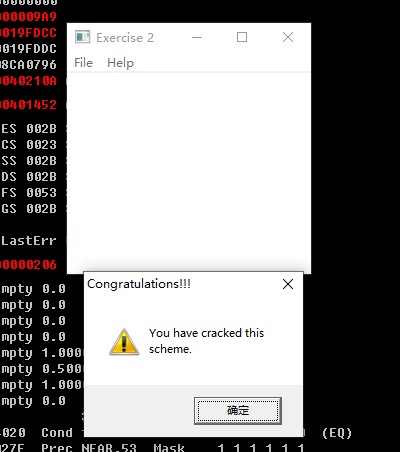 00000000
000009A9
0019FDCC
0019FDDC
08CA0796
0040210A
00401452
ES 002B
CS 0023
SS 002B
DS 002B
FS 0053
GS 002B
LastErr
00000206
mpty 0.0
mpty 0.0
mpty 0.0
mpty 0.0
mpty 1.000
mpty 0.500
mpty 1.000
mpty 0.0
4020 Cond
(EQ)
027F Prec NEAR,53 Mask 1 1 1 1 1 1
Exercise 2
File Help
Congratulations!!!
You have cracked this
scheme.
确定